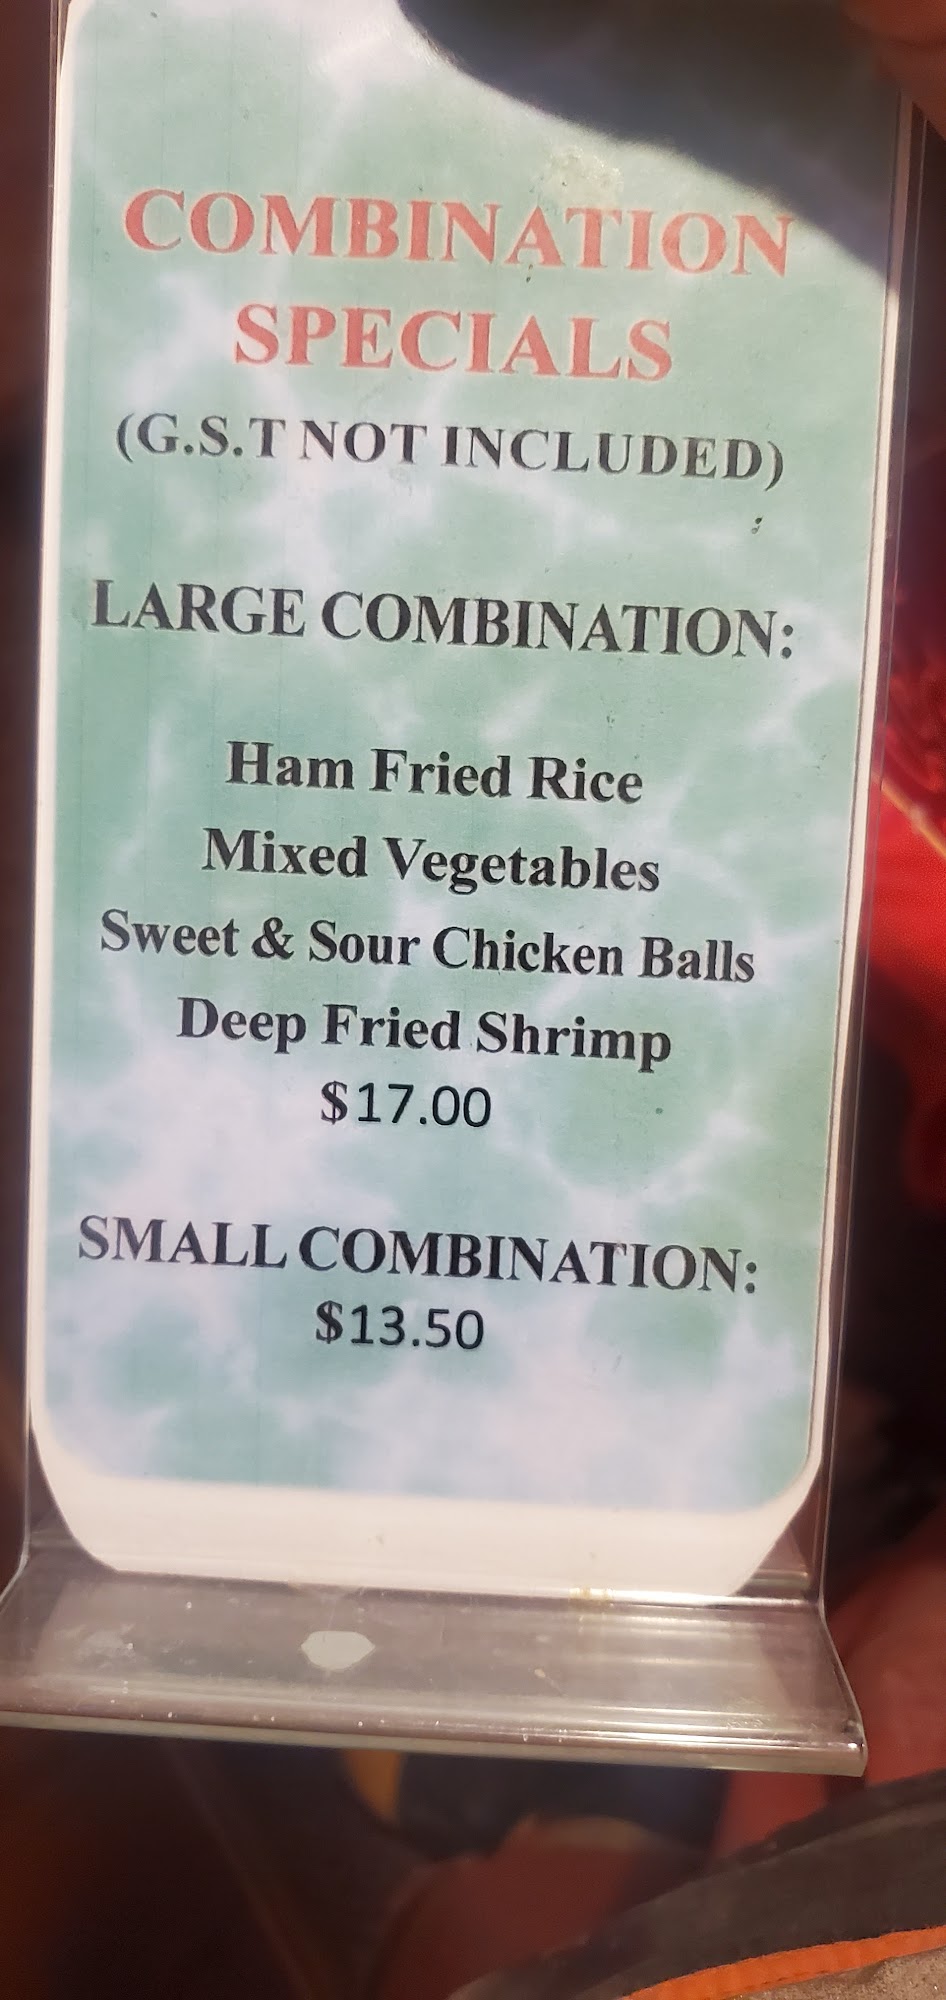 COMBINATION
SPECIALS
(G.S.T NOT INCLUDED)
LARGE COMBINATION:
Ham Fried Rice
Mixed Vegetables
Sweet & Sour Chicken Balls
Deep Fried Shrimp
$17.00
SMALL COMBINATION:
$13.50